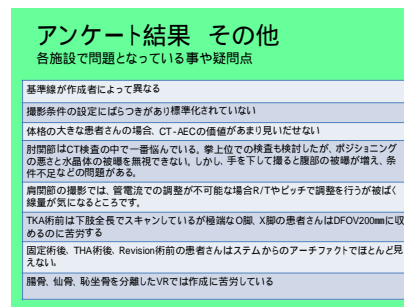 アンケート結果 その他
各施設で問題となっている事や疑問点
基準線が作成者によって異なる
撮影条件の設定にばらつきがあり標準化されていない
体格の大きな患者さんの場合、CT-AECの価値があまり見いだせない
肘関節はCT検査の中で一番悩んでいる。拳上位での検査も検討したが、ポジショニング
の悪さと水晶体の被曝を無視できない。しかし、手を下して撮ると腹部の被曝が増え、条
件不足などの問題がある。
肩関節の撮影では、管電流での調整が不可能な場合R/Tやピッチで調整を行うが被ばく
線量が気になるところです。
TKA術前は下肢全長でスキャンしているが極端なO脚、X脚の患者さんはDFOV200mmに収
めるのに苦労する
固定術後、THA術後、Revision術前の患者さんはステムからのアーチファクトでほとんど見
えない。
腸骨、仙骨、恥坐骨を分離したVRでは作成に苦労している